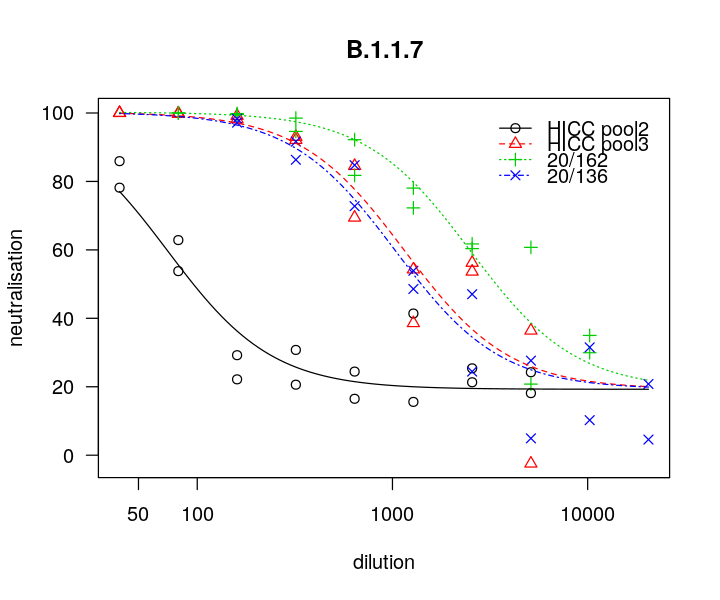 B.1.1.7
neutralisation
100
80
60
40
20
0
HICC pool2
HICC pool3
20/162
20/136
50 100 1000 10000
dilution